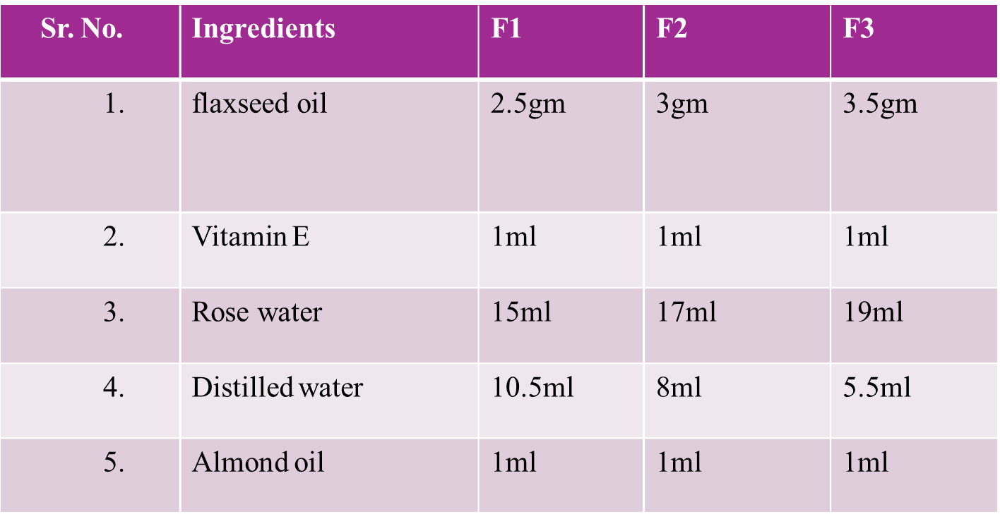 Sr. No. Ingredients F1 F2 F3
1. flaxseed oil 2.5gm 3gm 3.5gm
2. Vitamin E 1ml 1ml 1ml
3. Rose water 15ml 17ml 19ml
4. Distilled water 10.5ml 8ml 5.5ml
5. Almond oil 1ml 1ml 1ml